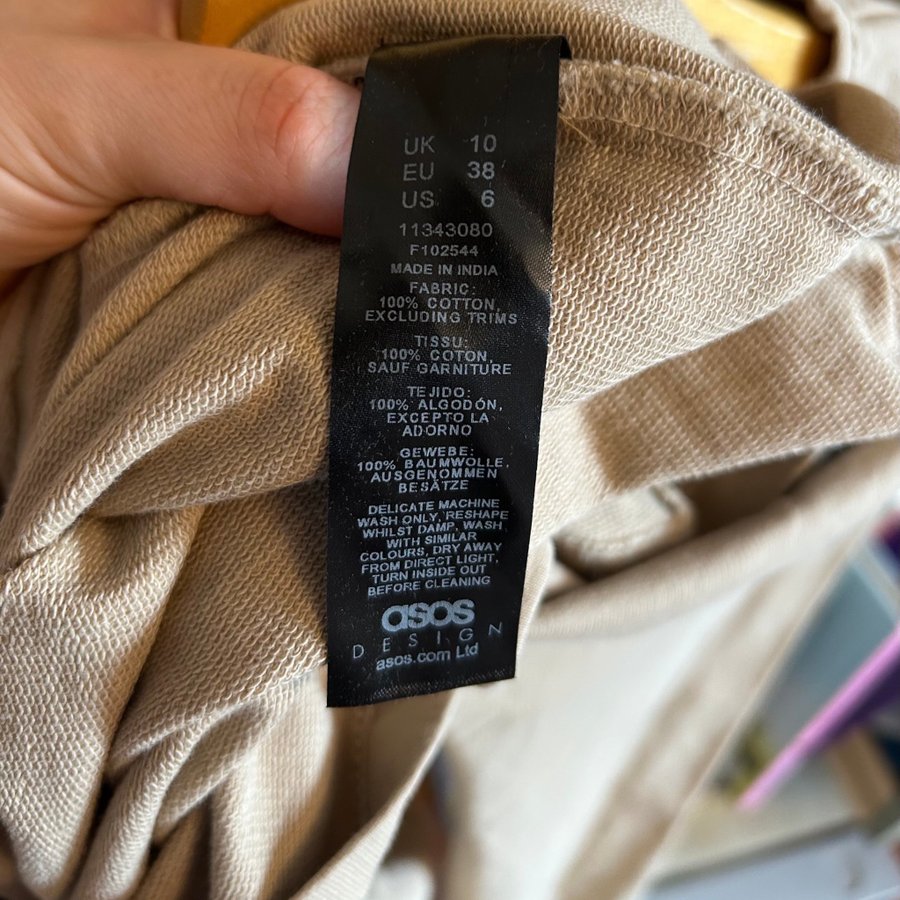 UK 10
EU 38
US 6
11343080
F102544
MADE IN INDIA
FABRIC:
100% COTTON,
EXCLUDING TRIMS
TISSU:
100% COTON,
SAUF GARNITURE
TEJIDO:
100% ALGODÓN,
EXCEPTO LA
ADORNO
GEWEBE:
100% BAUMWOLLE,
AUSGENOMMEN
BESÄTZE
DELICATE MACHINE
WASH ONLY, RESHAPE
WHILST DAMP, WASH
WITH SIMILAR
COLOURS, DRY AWAY
FROM DIRECT LIGHT,
TURN INSIDE OUT
BEFORE CLEANING
asos
DESIGN
asos.com Ltd